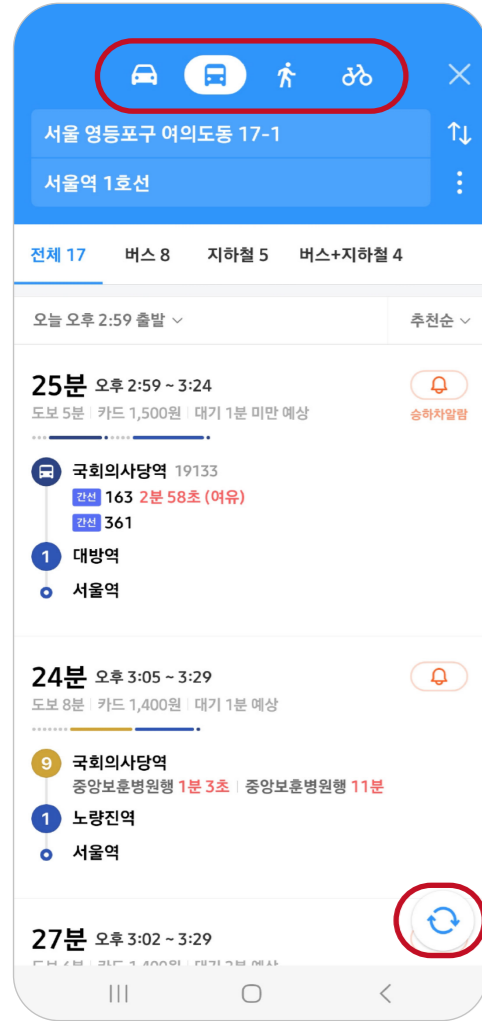 서울 영등포구 여의도동 17-1
서울역 1호선
전체 17 버스 8 지하철 5 버스+지하철 4
오늘 오후 2:59 출발 추천순
25분 오후 2:59 ~ 3:24
도보 5분 | 카드 1,500원 | 대기 1분 미만 예상
승하차알람
국회의사당역 19133
간선 163 2분 58초 (여유)
간선 361
1 대방역
서울역
24분 오후 3:05 ~ 3:29
도보 8분 | 카드 1,400원 | 대기 1분 예상
9 국회의사당역
중앙보훈병원행 1분 3초 | 중앙보훈병원행 11분
1 노량진역
서울역
27분 오후 3:02 ~ 3:29